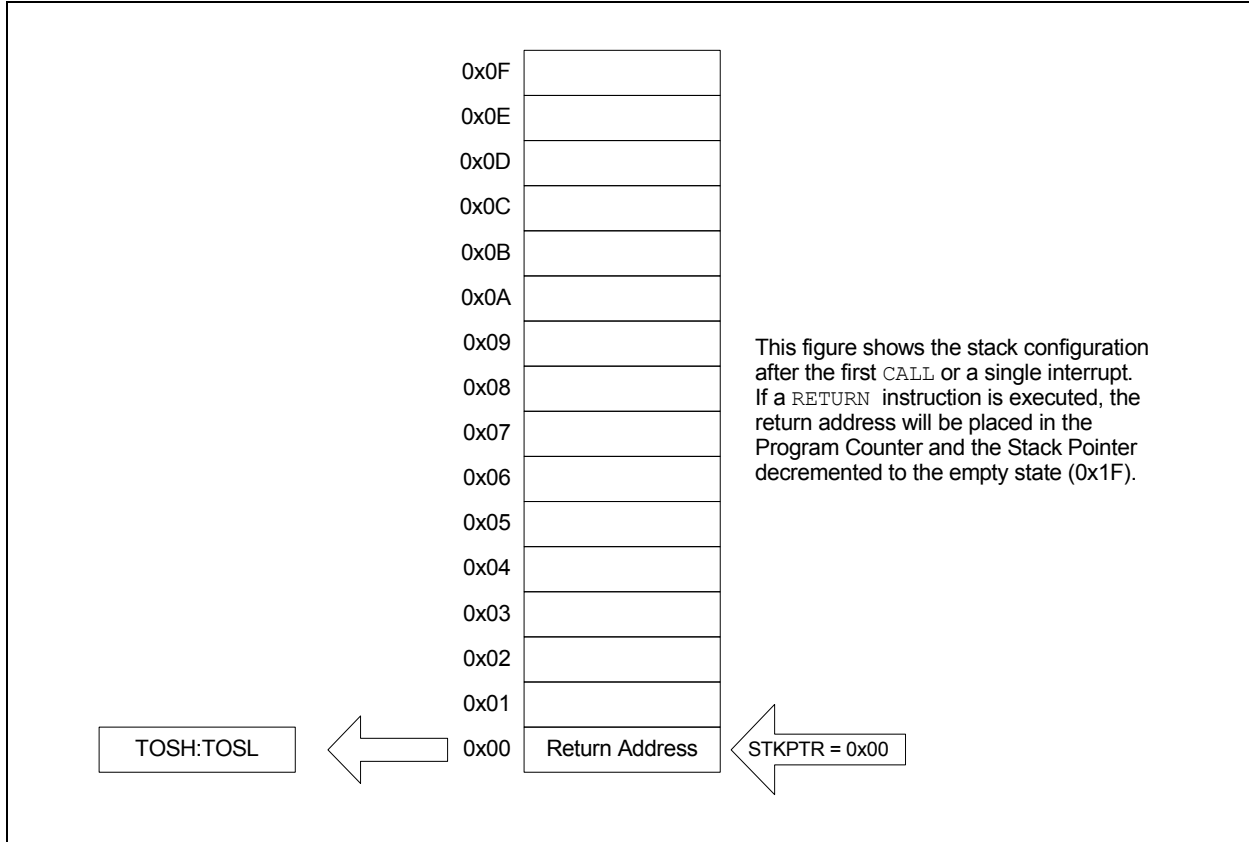 0x0F
0x0E
0x0D
0x0C
0x0B
0x0A
0x09
This figure shows the stack configuration
0x08
after the first CALL or a single interrupt.
If a RETURN instruction is executed, the
0x07
return address will be placed in the
Program Counter and the Stack Pointer
0x06
decremented to the empty state (0x1F).
0x05
0x04
0x03
0x02
0x01
TOSH:TOSL 0x00 Return Address STKPTR = 0x00